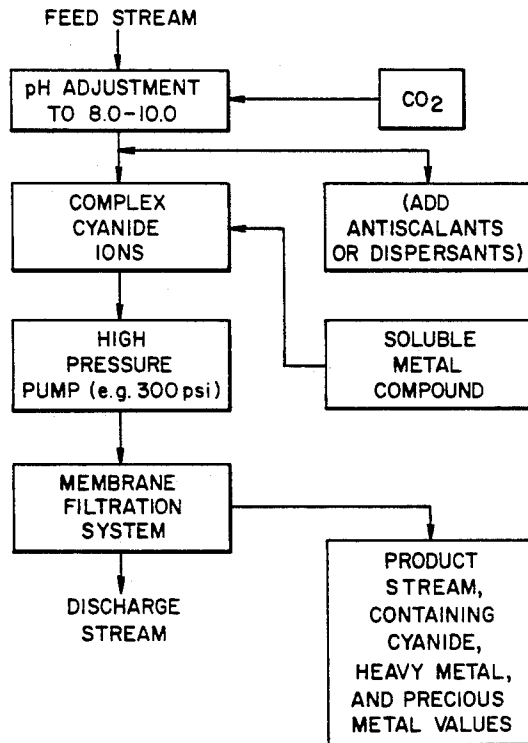 FEED STREAM
pH ADJUSTMENT
TO 8.0-10.0
CO2
COMPLEX
CYANIDE
IONS
(ADD
ANTISCALANTS
OR DISPERSANTS)
HIGH
PRESSURE
PUMP (e.g. 300 psi)
SOLUBLE
METAL
COMPOUND
MEMBRANE
FILTRATION
SYSTEM
DISCHARGE
STREAM
PRODUCT
STREAM,
CONTAINING
CYANIDE,
HEAVY METAL,
AND PRECIOUS
METAL VALUES